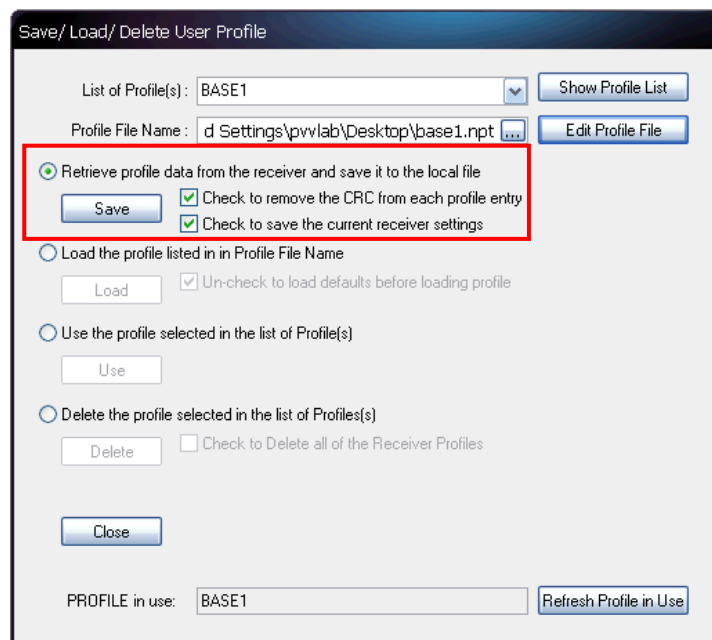 Save/ Load/ Delete User Profile
List of Profile(s) : BASE1 Show Profile List
Profile File Name : d Settings\pvvlab\Desktop\base1.npt ... Edit Profile File
Retrieve profile data from the receiver and save it to the local file
Save Check to remove the CRC from each profile entry
Check to save the current receiver settings
Load the profile listed in in Profile File Name
Load Un-check to load defaults before loading profile
Use the profile selected in the list of Profile(s)
Use
Delete the profile selected in the list of Profiles(s)
Delete Check to Delete all of the Receiver Profiles
Close
PROFILE in use: BASE1 Refresh Profile in Use